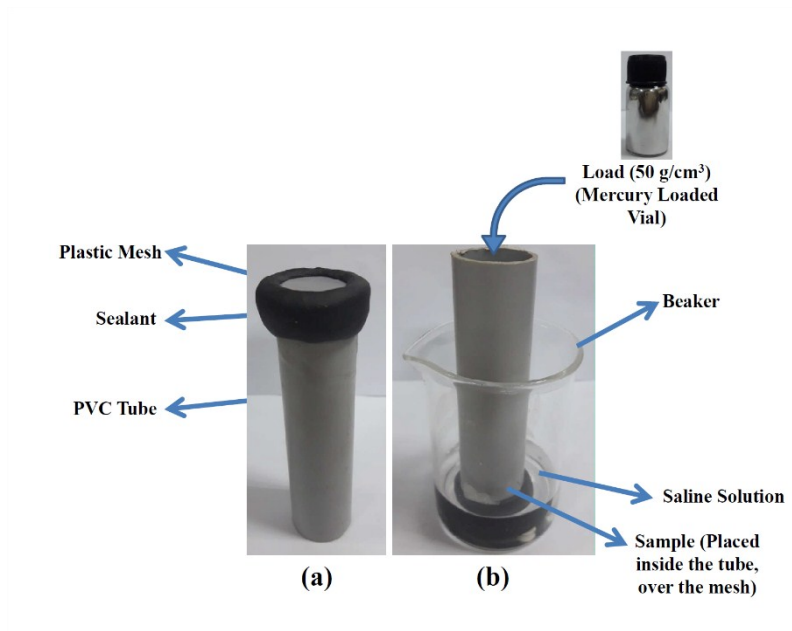 Load (50 g/cm³)
(Mercury Loaded
Vial)
Plastic Mesh
Sealant
PVC Tube
Beaker
Saline Solution
Sample (Placed
inside the tube,
over the mesh)
(a)
(b)